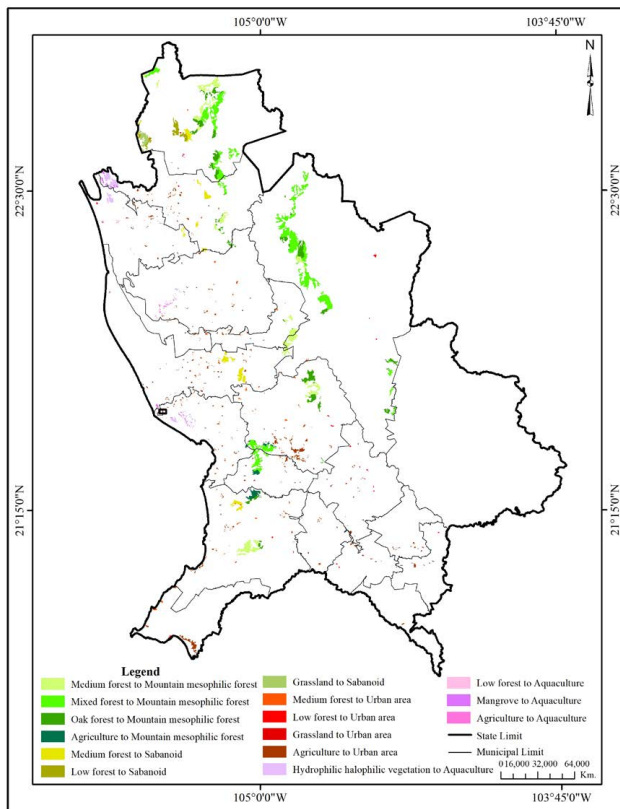 105°0'0"W 103°45'0"W
N
22°30'0"N 22°30'0"N
21°15'0"N 21°15'0"N
Legend
Medium forest to Mountain mesophilic forest
Mixed forest to Mountain mesophilic forest
Oak forest to Mountain mesophilic forest
Agriculture to Mountain mesophilic forest
Medium forest to Sabanoid
Low forest to Sabanoid
Grassland to Sabanoid
Medium forest to Urban area
Low forest to Urban area
Grassland to Urban area
Agriculture to Urban area
Hydrophilic halophilic vegetation to Aquaculture
Low forest to Aquaculture
Mangrove to Aquaculture
Agriculture to Aquaculture
State Limit
Municipal Limit
0 16,000 32,000 64,000
Km.
105°0'0"W 103°45'0"W